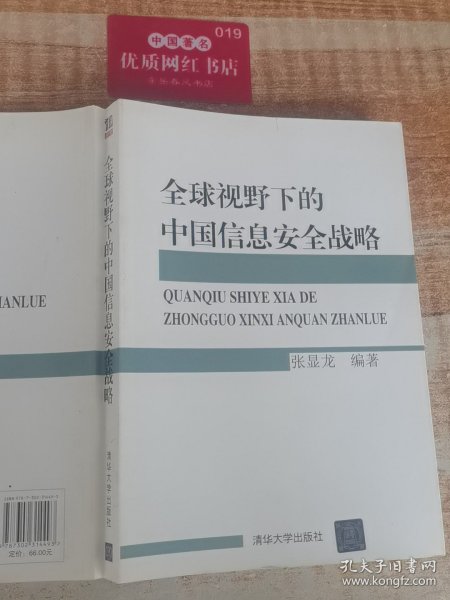 019
中国著名
优质网红书店
全球视野下的
中国信息安全战略
QUANQIU SHIYE XIA DE
ZHONGGUO XINXI ANQUAN ZHANLUE
张显龙 编著
清华大学出版社
全球视野下的中国信息安全战略
清华大学出版社
HANLUE
定价：66.00元
孔夫子旧书网
www.kongfz.com